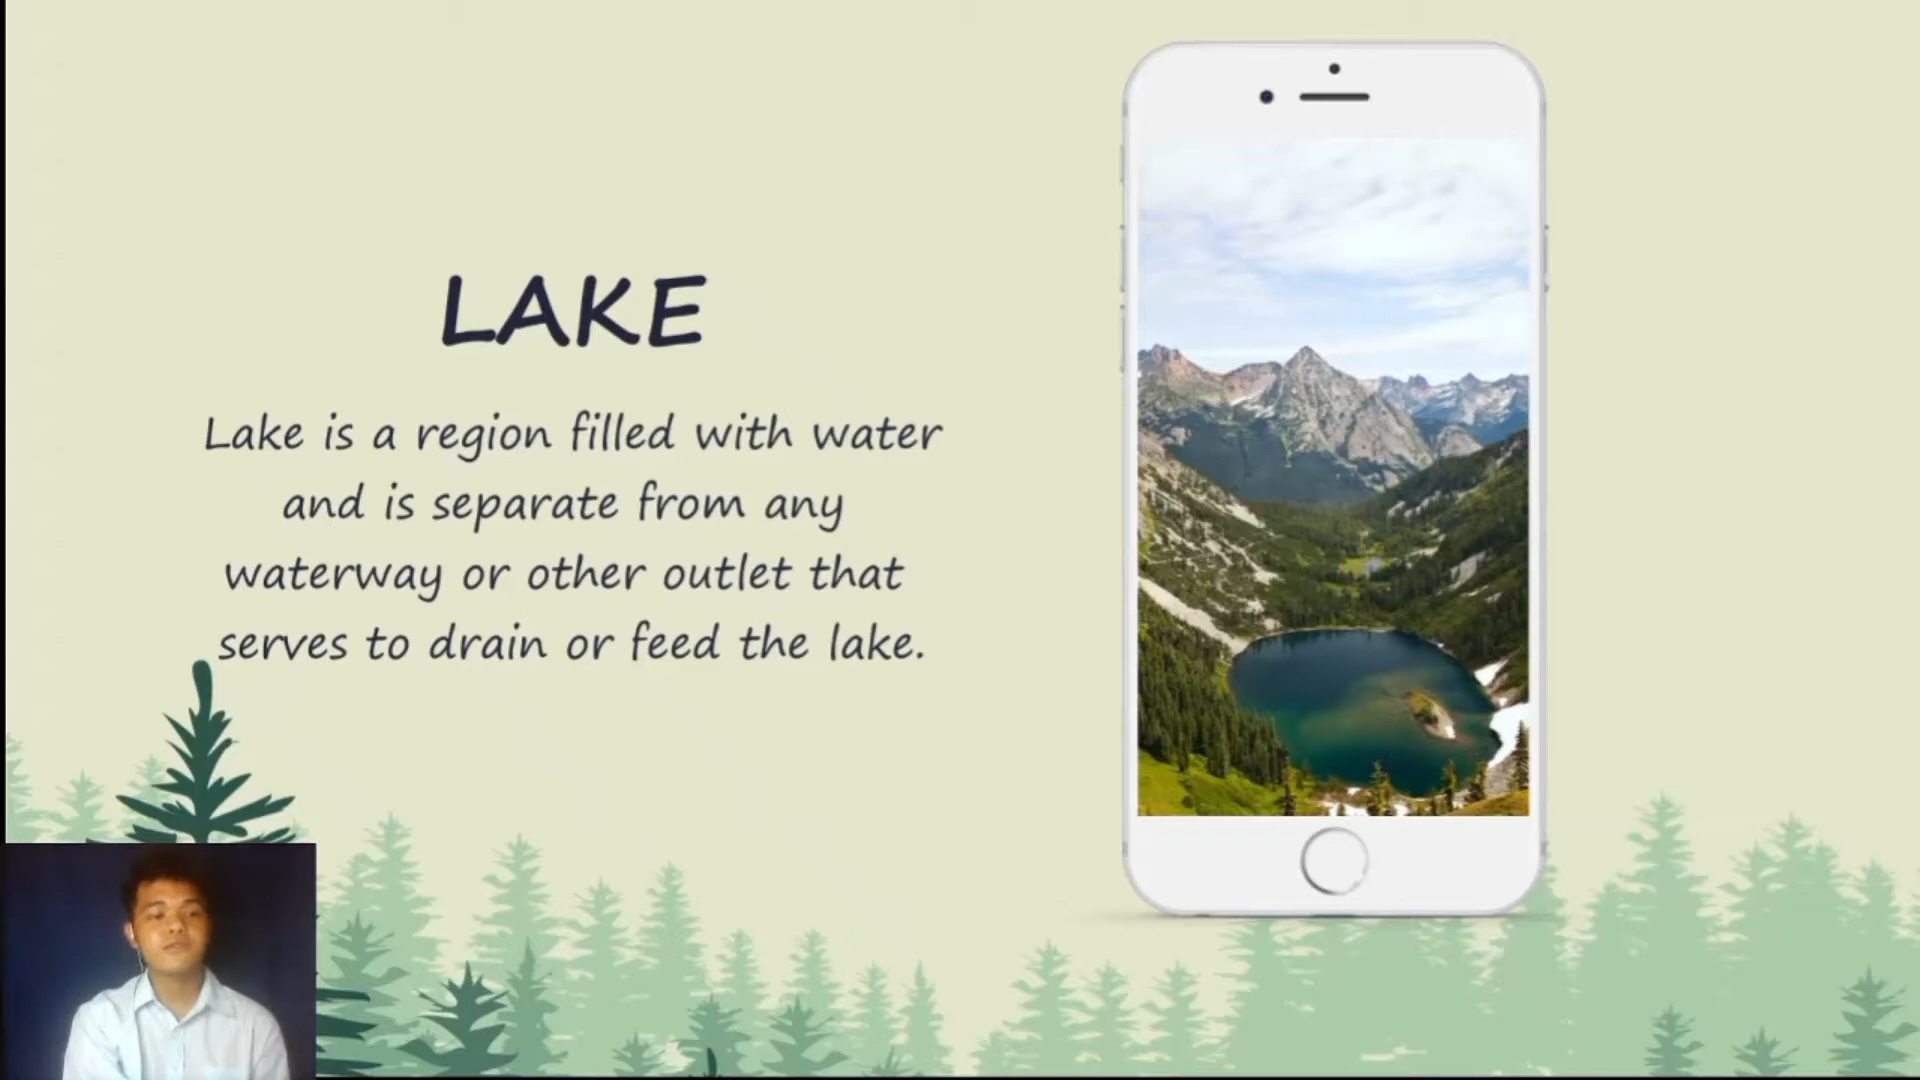 LAKE
Lake is a region filled with water
and is separate from any
waterway or other outlet that
serves to drain or feed the lake.